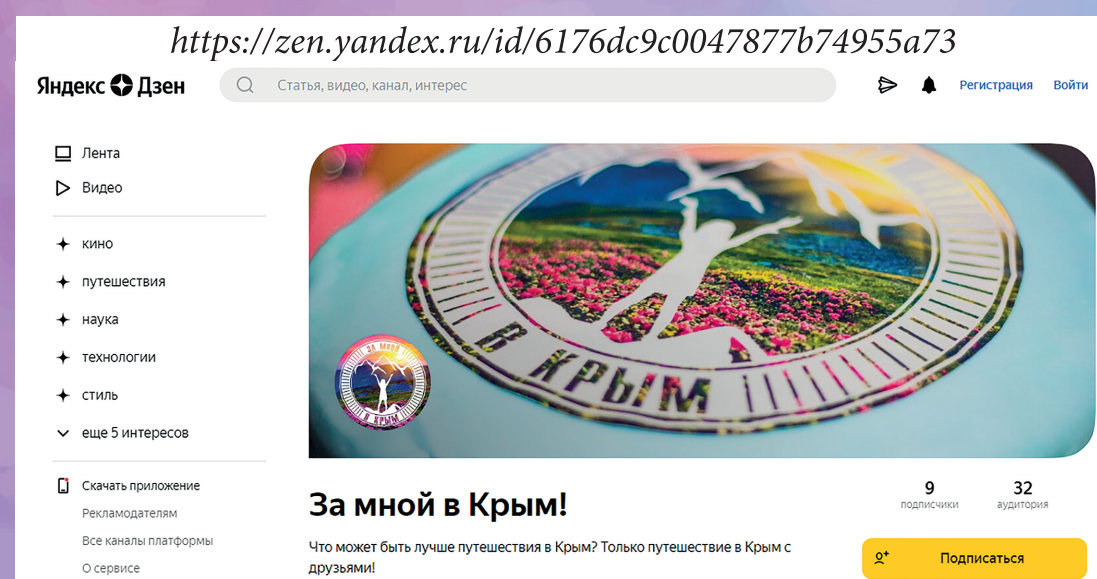 https://zen.yandex.ru/id/6176dc9c0047877b74955a73
Яндекс Дзен
Статья, видео, канал, интерес
Регистрация
Войти
Лента
Видео
кино
путешествия
наука
технологии
стиль
еще 5 интересов
Скачать приложение
Рекламодателям
Все каналы платформы
О сервисе
В КРЫМ
ЗА МНОЙ
В КРЫМ
За мной в Крым!
9
подписчики
32
аудитория
Что может быть лучше путешествия в Крым? Только путешествие в Крым с
друзьями!
Подписаться